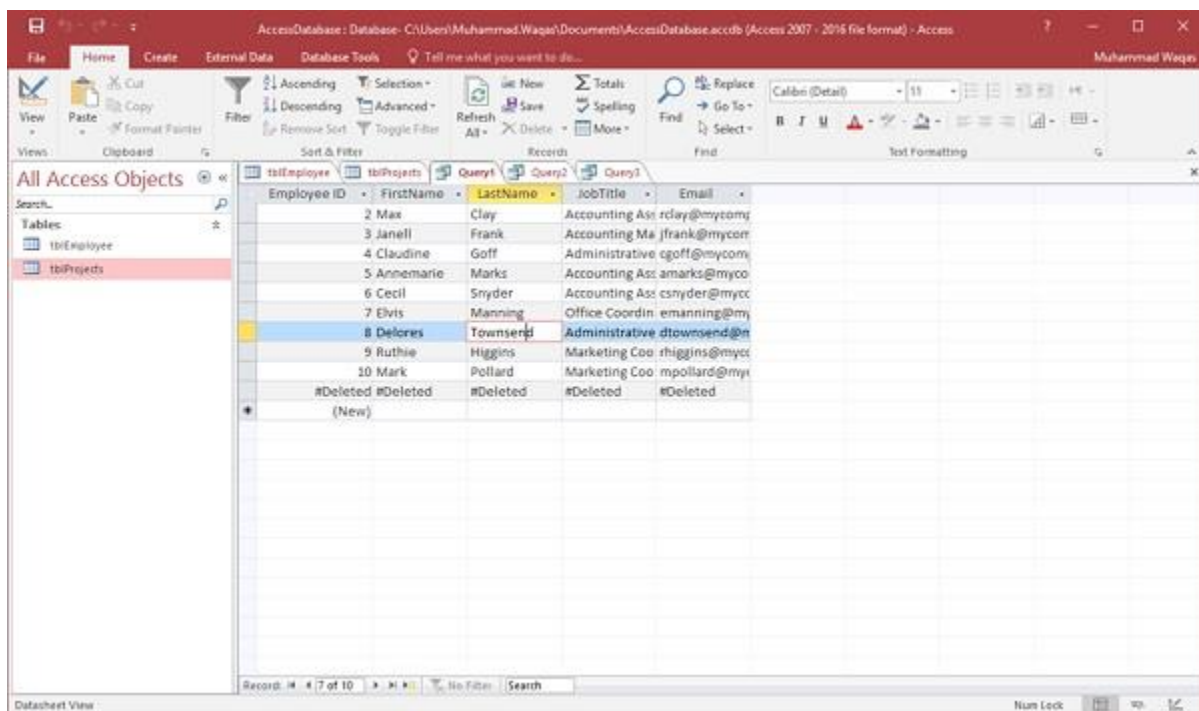 AccessDatabase : Database- C:\Users\Muhammad.Waqas\Documents\AccessDatabase.accdb (Access 2007 - 2016 file format) - Access
File Home Create External Data Database Tools Tell me what you want to do... Muhammad Waqas
View
Paste
Cut
Copy
Format Painter
Filter
Ascending
Descending
Remove Sort
Selection
Advanced
Toggle Filter
Refresh All
New
Save
Delete
Totals
Spelling
More
Find
Replace
Go To
Select
Calibri (Detail) 11
B I U A
Views Clipboard Sort & Filter Records Find Text Formatting
All Access Objects
Search...
Tables
tblEmployee
tblProjects
tblEmployee tblProjects Query1 Query2 Query3
Employee ID FirstName LastName JobTitle Email
2 Max Clay Accounting Ass rclay@mycomp
3 Janell Frank Accounting Ma jfrank@mycom
4 Claudine Goff Administrative cgoff@mycom
5 Annemarie Marks Accounting Ass amarks@myco
6 Cecil Snyder Accounting Ass csnyder@myco
7 Elvis Manning Office Coordin emanning@my
8 Delores Townsend Administrative dtownsend@m
9 Ruthie Higgins Marketing Coo rhiggins@myco
10 Mark Pollard Marketing Coo mpollard@my
#Deleted #Deleted #Deleted #Deleted #Deleted
(New)
Record: 7 of 10 No Filter Search
Datasheet View Num Lock